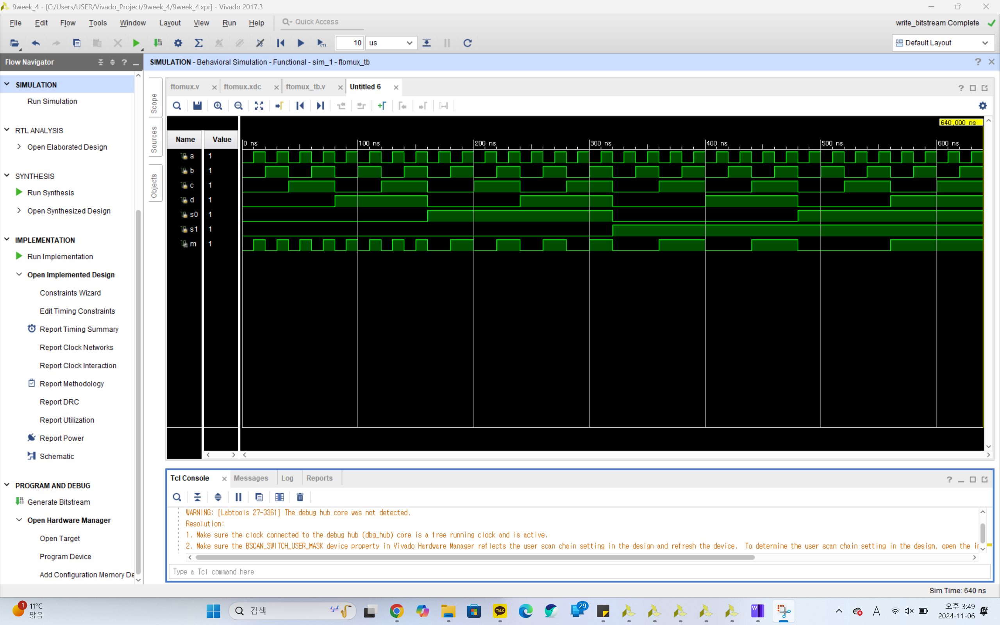 9week_4 - [C:/Users/USER/Vivado_Project/9week_4/9week_4.xpr] - Vivado 2017.3
File Edit Flow Tools Window Layout View Run Help Quick Access
write_bitstream Complete
10 us
Default Layout
Flow Navigator
SIMULATION - Behavioral Simulation - Functional - sim_1 - ftomux_tb
SIMULATION
Run Simulation
RTL ANALYSIS
Open Elaborated Design
SYNTHESIS
Run Synthesis
Open Synthesized Design
IMPLEMENTATION
Run Implementation
Open Implemented Design
Constraints Wizard
Edit Timing Constraints
Report Timing Summary
Report Clock Networks
Report Clock Interaction
Report Methodology
Report DRC
Report Utilization
Report Power
Schematic
PROGRAM AND DEBUG
Generate Bitstream
Open Hardware Manager
Open Target
Program Device
Add Configuration Memory De
Scope
Sources
Objects
ftomux.v ftomux.xdc ftomux_tb.v Untitled 6
640.000 ns
Name Value
0 ns 100 ns 200 ns 300 ns 400 ns 500 ns 600 ns
a 1
b 1
c 1
d 1
s0 1
s1 1
m 1
Tcl Console Messages Log Reports
WARNING: [Labtools 27-3361] The debug hub core was not detected.
Resolution:
1. Make sure the clock connected to the debug hub (dbg_hub) core is a free running clock and is active.
2. Make sure the BSCAN_SWITCH_USER_MASK device property in Vivado Hardware Manager reflects the user scan chain setting in the design and refresh the device.  To determine the user scan chain setting in the design, open the
Type a Tcl command here
Sim Time: 640 ns
1
11°C
맑음
검색
TALK
29
W
A
오후 3:49
2024-11-06